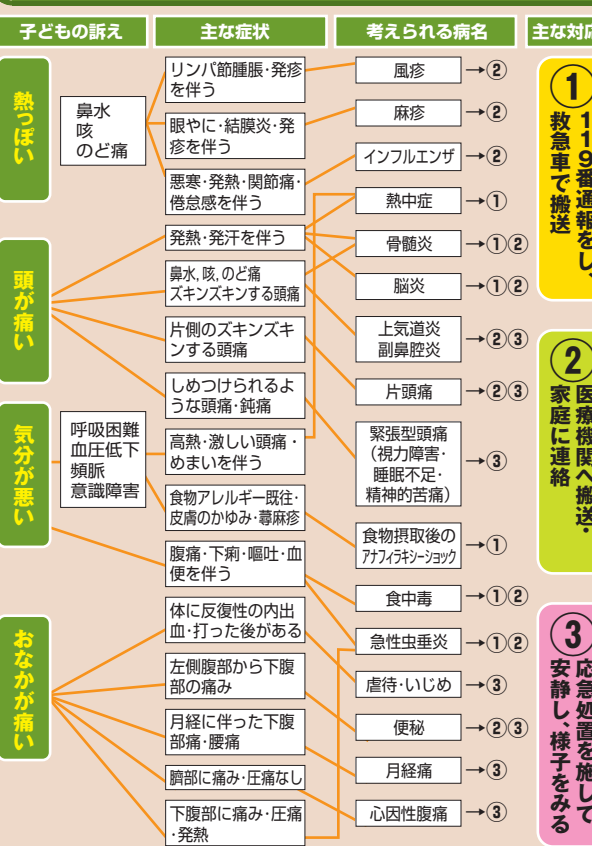 子どもの訴え
主な症状
考えられる病名
主な対応
熱っぽい
鼻水
咳
のど痛
頭が痛い
気分が悪い
呼吸困難
血圧低下
頻脈
意識障害
おなかが痛い
リンパ節腫脹・発疹
を伴う
眼やに・結膜炎・発
疹を伴う
悪寒・発熱・関節痛・
倦怠感を伴う
発熱・発汗を伴う
鼻水,咳,のど痛
ズキンズキンする頭痛
片側のズキンズキ
ンする頭痛
しめつけられるよ
うな頭痛・鈍痛
高熱・激しい頭痛・
めまいを伴う
食物アレルギー既往・
皮膚のかゆみ・蕁麻疹
腹痛・下痢・嘔吐・血
便を伴う
体に反復性の内出
血・打った後がある
左側腹部から下腹
部の痛み
月経に伴った下腹
部痛・腰痛
臍部に痛み・圧痛なし
下腹部に痛み・圧痛
・発熱
風疹→②
麻疹→②
インフルエンザ→②
熱中症→①
骨髄炎→①②
脳炎→①②
上気道炎
副鼻腔炎→②③
片頭痛→②③
緊張型頭痛
(視力障害・
睡眠不足・
精神的苦痛)→③
食物摂取後の
アナフィラキシーショック→①
食中毒→①②
急性虫垂炎→①②
虐待・いじめ→③
便秘→②③
月経痛→③
心因性腹痛→③
①
119番通報をし、
救急車で搬送
②
医療機関へ搬送・
家庭に連絡
③
応急処置を施して
安静し、様子をみる